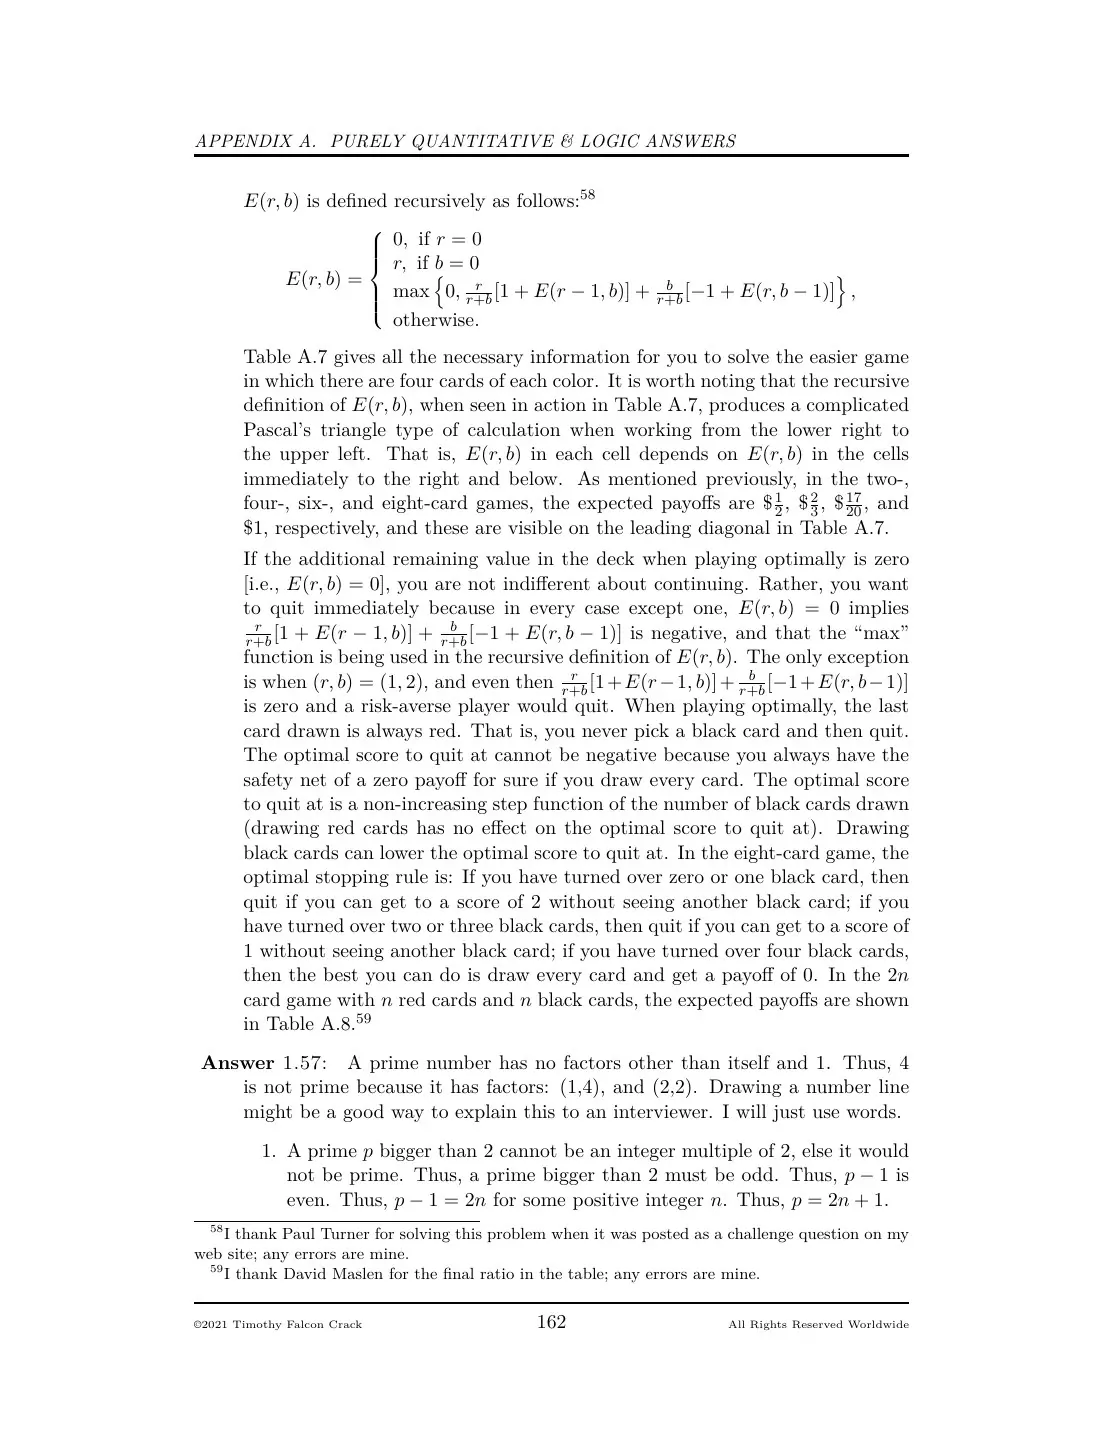 APPENDIX A. PURELY QUANTITATIVE & LOGIC ANSWERS
E(r, b) is defined recursively as follows:⁵⁸
E(r, b) = { 0, if r = 0
r, if b = 0
max {0, r/(r+b) [1 + E(r − 1, b)] + b/(r+b) [−1 + E(r, b − 1)]} ,
otherwise.
Table A.7 gives all the necessary information for you to solve the easier game
in which there are four cards of each color. It is worth noting that the recursive
definition of E(r, b), when seen in action in Table A.7, produces a complicated
Pascal's triangle type of calculation when working from the lower right to
the upper left. That is, E(r, b) in each cell depends on E(r, b) in the cells
immediately to the right and below. As mentioned previously, in the two-,
four-, six-, and eight-card games, the expected payoffs are $1/2, $2/3, $17/20, and
$1, respectively, and these are visible on the leading diagonal in Table A.7.
If the additional remaining value in the deck when playing optimally is zero
[i.e., E(r, b) = 0], you are not indifferent about continuing. Rather, you want
to quit immediately because in every case except one, E(r, b) = 0 implies
r/(r+b) [1 + E(r − 1, b)] + b/(r+b) [−1 + E(r, b − 1)] is negative, and that the “max”
function is being used in the recursive definition of E(r, b). The only exception
is when (r, b) = (1, 2), and even then r/(r+b) [1+E(r−1, b)]+ b/(r+b) [−1+E(r, b−1)]
is zero and a risk-averse player would quit. When playing optimally, the last
card drawn is always red. That is, you never pick a black card and then quit.
The optimal score to quit at cannot be negative because you always have the
safety net of a zero payoff for sure if you draw every card. The optimal score
to quit at is a non-increasing step function of the number of black cards drawn
(drawing red cards has no effect on the optimal score to quit at). Drawing
black cards can lower the optimal score to quit at. In the eight-card game, the
optimal stopping rule is: If you have turned over zero or one black card, then
quit if you can get to a score of 2 without seeing another black card; if you
have turned over two or three black cards, then quit if you can get to a score of
1 without seeing another black card; if you have turned over four black cards,
then the best you can do is draw every card and get a payoff of 0. In the 2n
card game with n red cards and n black cards, the expected payoffs are shown
in Table A.8.⁵⁹
Answer 1.57: A prime number has no factors other than itself and 1. Thus, 4
is not prime because it has factors: (1,4), and (2,2). Drawing a number line
might be a good way to explain this to an interviewer. I will just use words.
1. A prime p bigger than 2 cannot be an integer multiple of 2, else it would
not be prime. Thus, a prime bigger than 2 must be odd. Thus, p − 1 is
even. Thus, p − 1 = 2n for some positive integer n. Thus, p = 2n + 1.
⁵⁸I thank Paul Turner for solving this problem when it was posted as a challenge question on my
web site; any errors are mine.
⁵⁹I thank David Maslen for the final ratio in the table; any errors are mine.
©2021 Timothy Falcon Crack 162 All Rights Reserved Worldwide